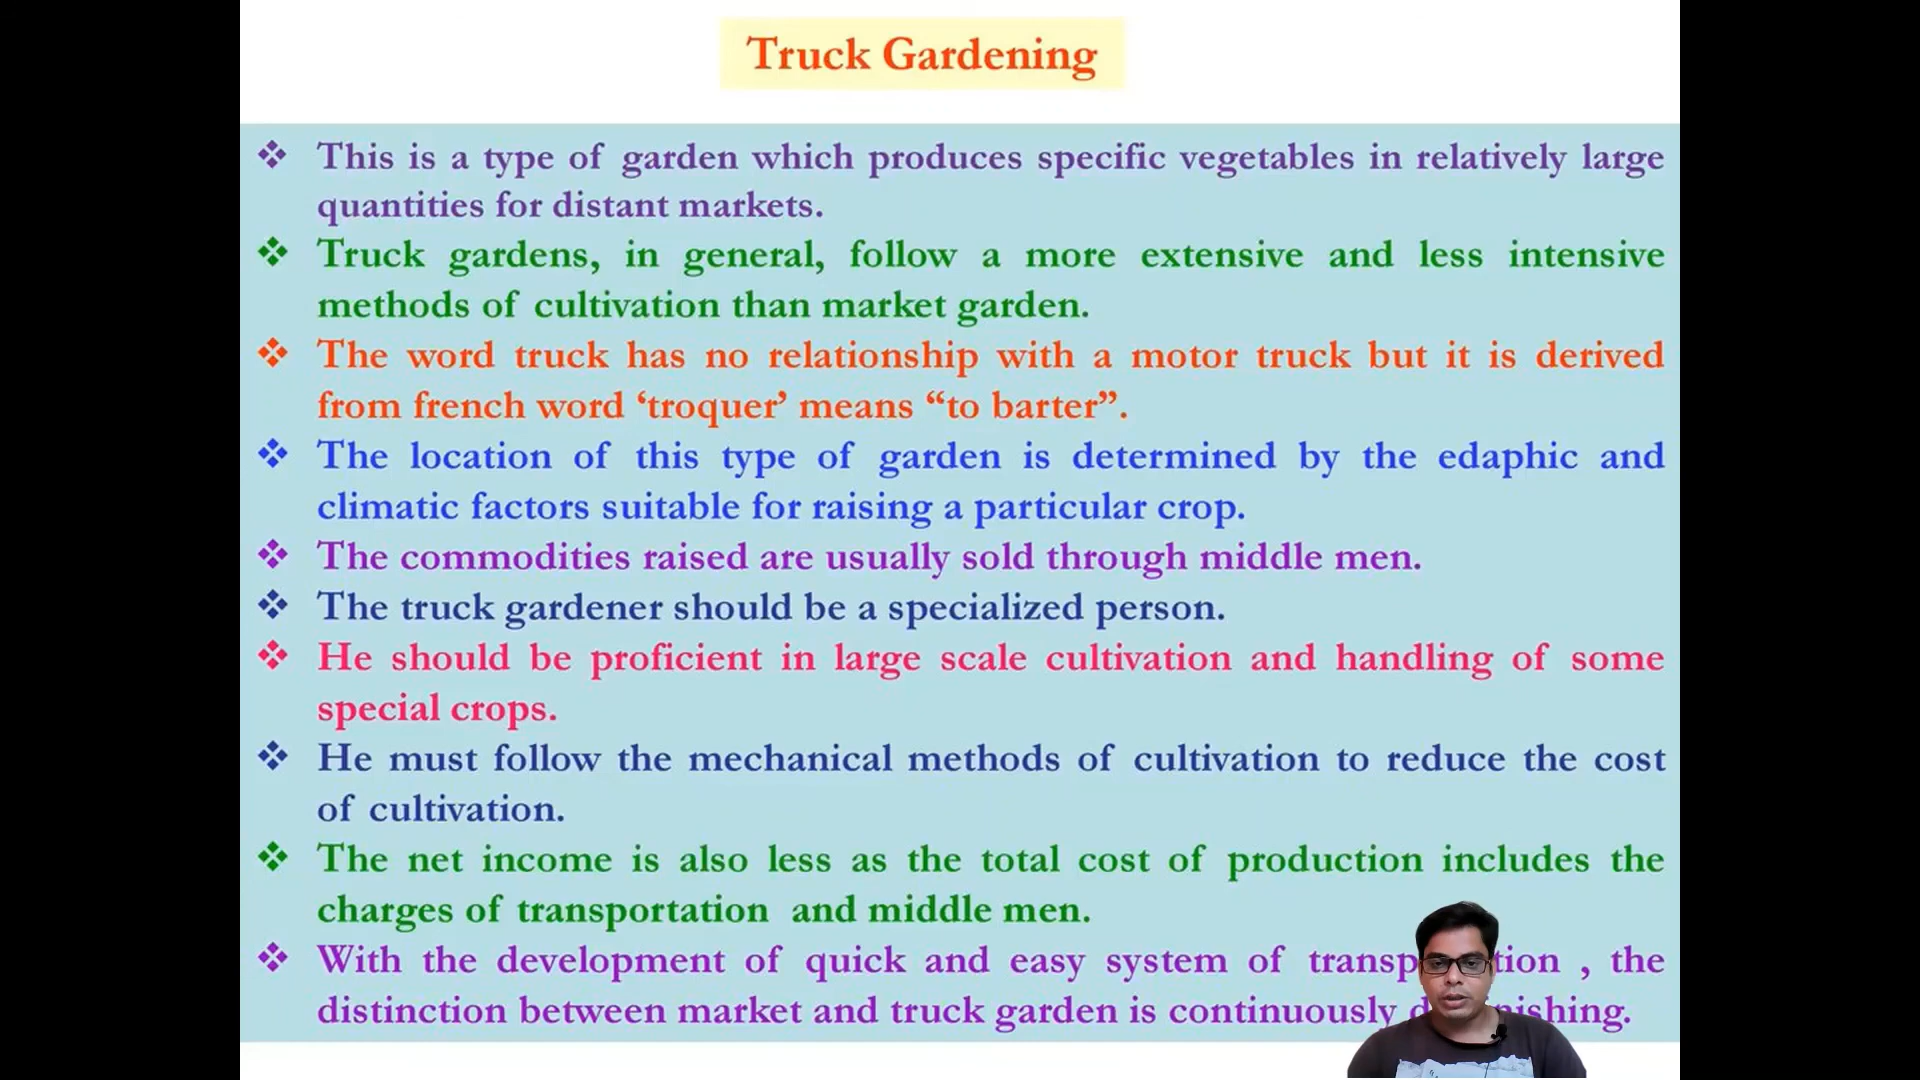 Truck Gardening
This is a type of garden which produces specific vegetables in relatively large
quantities for distant markets.
Truck gardens, in general, follow a more extensive and less intensive
methods of cultivation than market garden.
The word truck has no relationship with a motor truck but it is derived
from french word ‘troquer’ means “to barter”.
The location of this type of garden is determined by the edaphic and
climatic factors suitable for raising a particular crop.
The commodities raised are usually sold through middle men.
The truck gardener should be a specialized person.
He should be proficient in large scale cultivation and handling of some
special crops.
He must follow the mechanical methods of cultivation to reduce the cost
of cultivation.
The net income is also less as the total cost of production includes the
charges of transportation and middle men.
With the development of quick and easy system of , the
distinction between market and truck garden is continuously